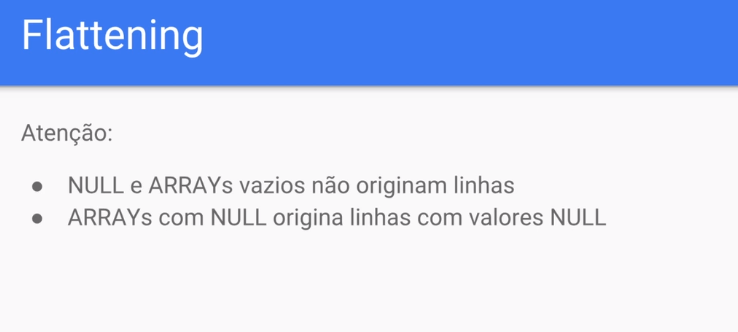 Flattening
Atenção:
● NULL e ARRAYs vazios não originam linhas
● ARRAYs com NULL origina linhas com valores NULL